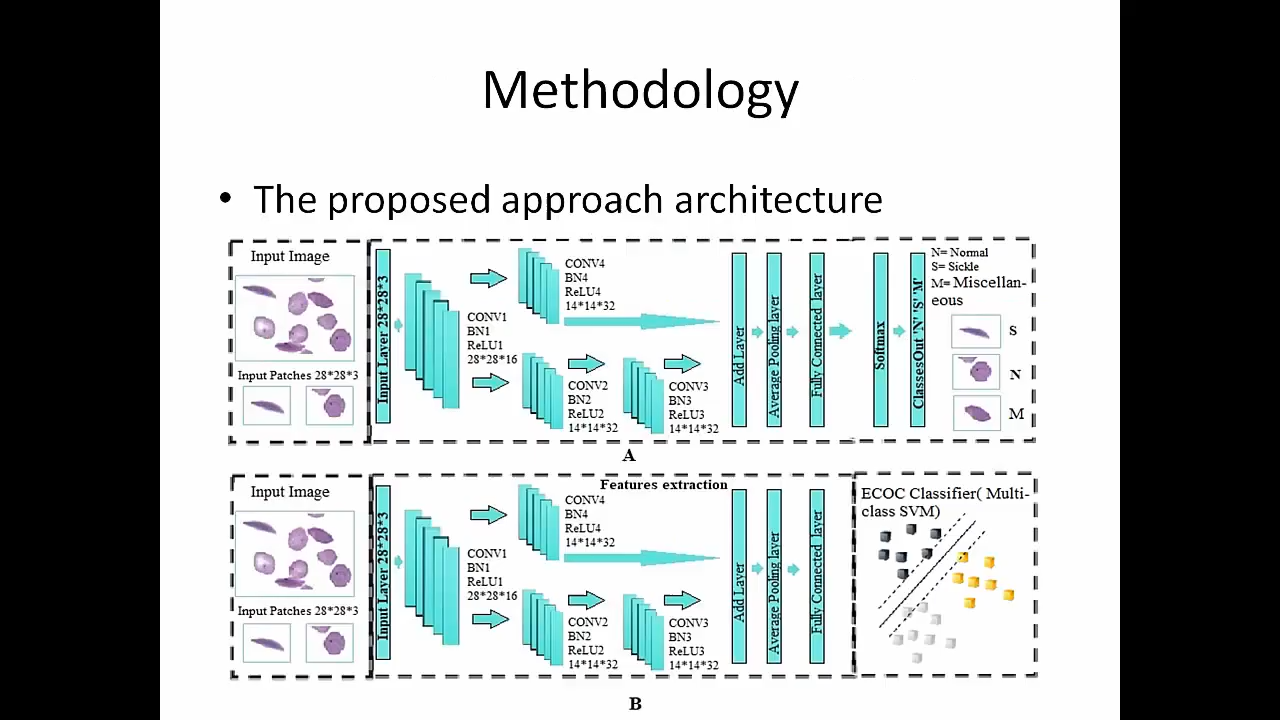 Methodology
• The proposed approach architecture
Input Image
Input Patches 28*28*3
Input Layer 28*28*3
CONV1
BN1
ReLU1
28*28*16
CONV4
BN4
ReLU4
14*14*32
CONV2
BN2
ReLU2
14*14*32
CONV3
BN3
ReLU3
14*14*32
Add Layer
Average Pooling layer
Fully Connected layer
Softmax
ClassesOut 'N' 'S' 'M'
N= Normal
S= Sickle
M= Miscellan-
eous
S
N
M
A
Input Image
Input Patches 28*28*3
Input Layer 28*28*3
Features extraction
CONV1
BN1
ReLU1
28*28*16
CONV4
BN4
ReLU4
14*14*32
CONV2
BN2
ReLU2
14*14*32
CONV3
BN3
ReLU3
14*14*32
Add Layer
Average Pooling layer
Fully Connected layer
ECOC Classifier( Multi-
class SVM)
B